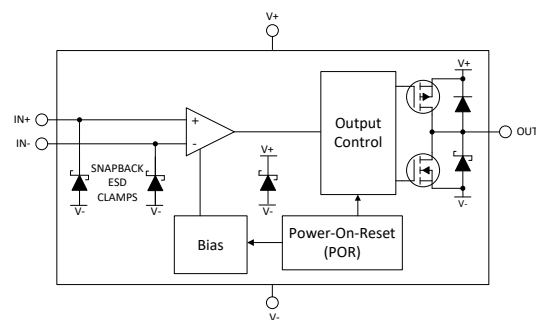 V+
IN+
IN-
+
-
SNAPBACK
ESD
CLAMPS
V-
V-
V+
V-
Output
Control
V+
V-
OUT
Bias
Power-On-Reset
(POR)
V-